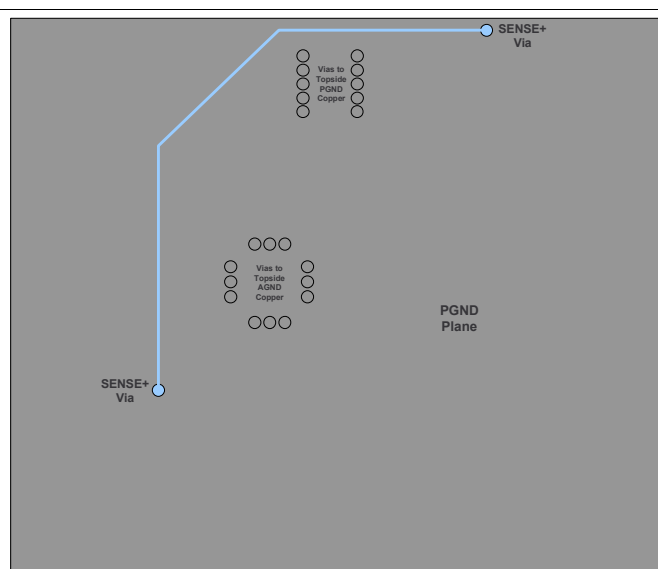 SENSE+
Via
Vias to
Topside
PGND
Copper
Vias to
Topside
AGND
Copper
PGND
Plane
SENSE+
Via